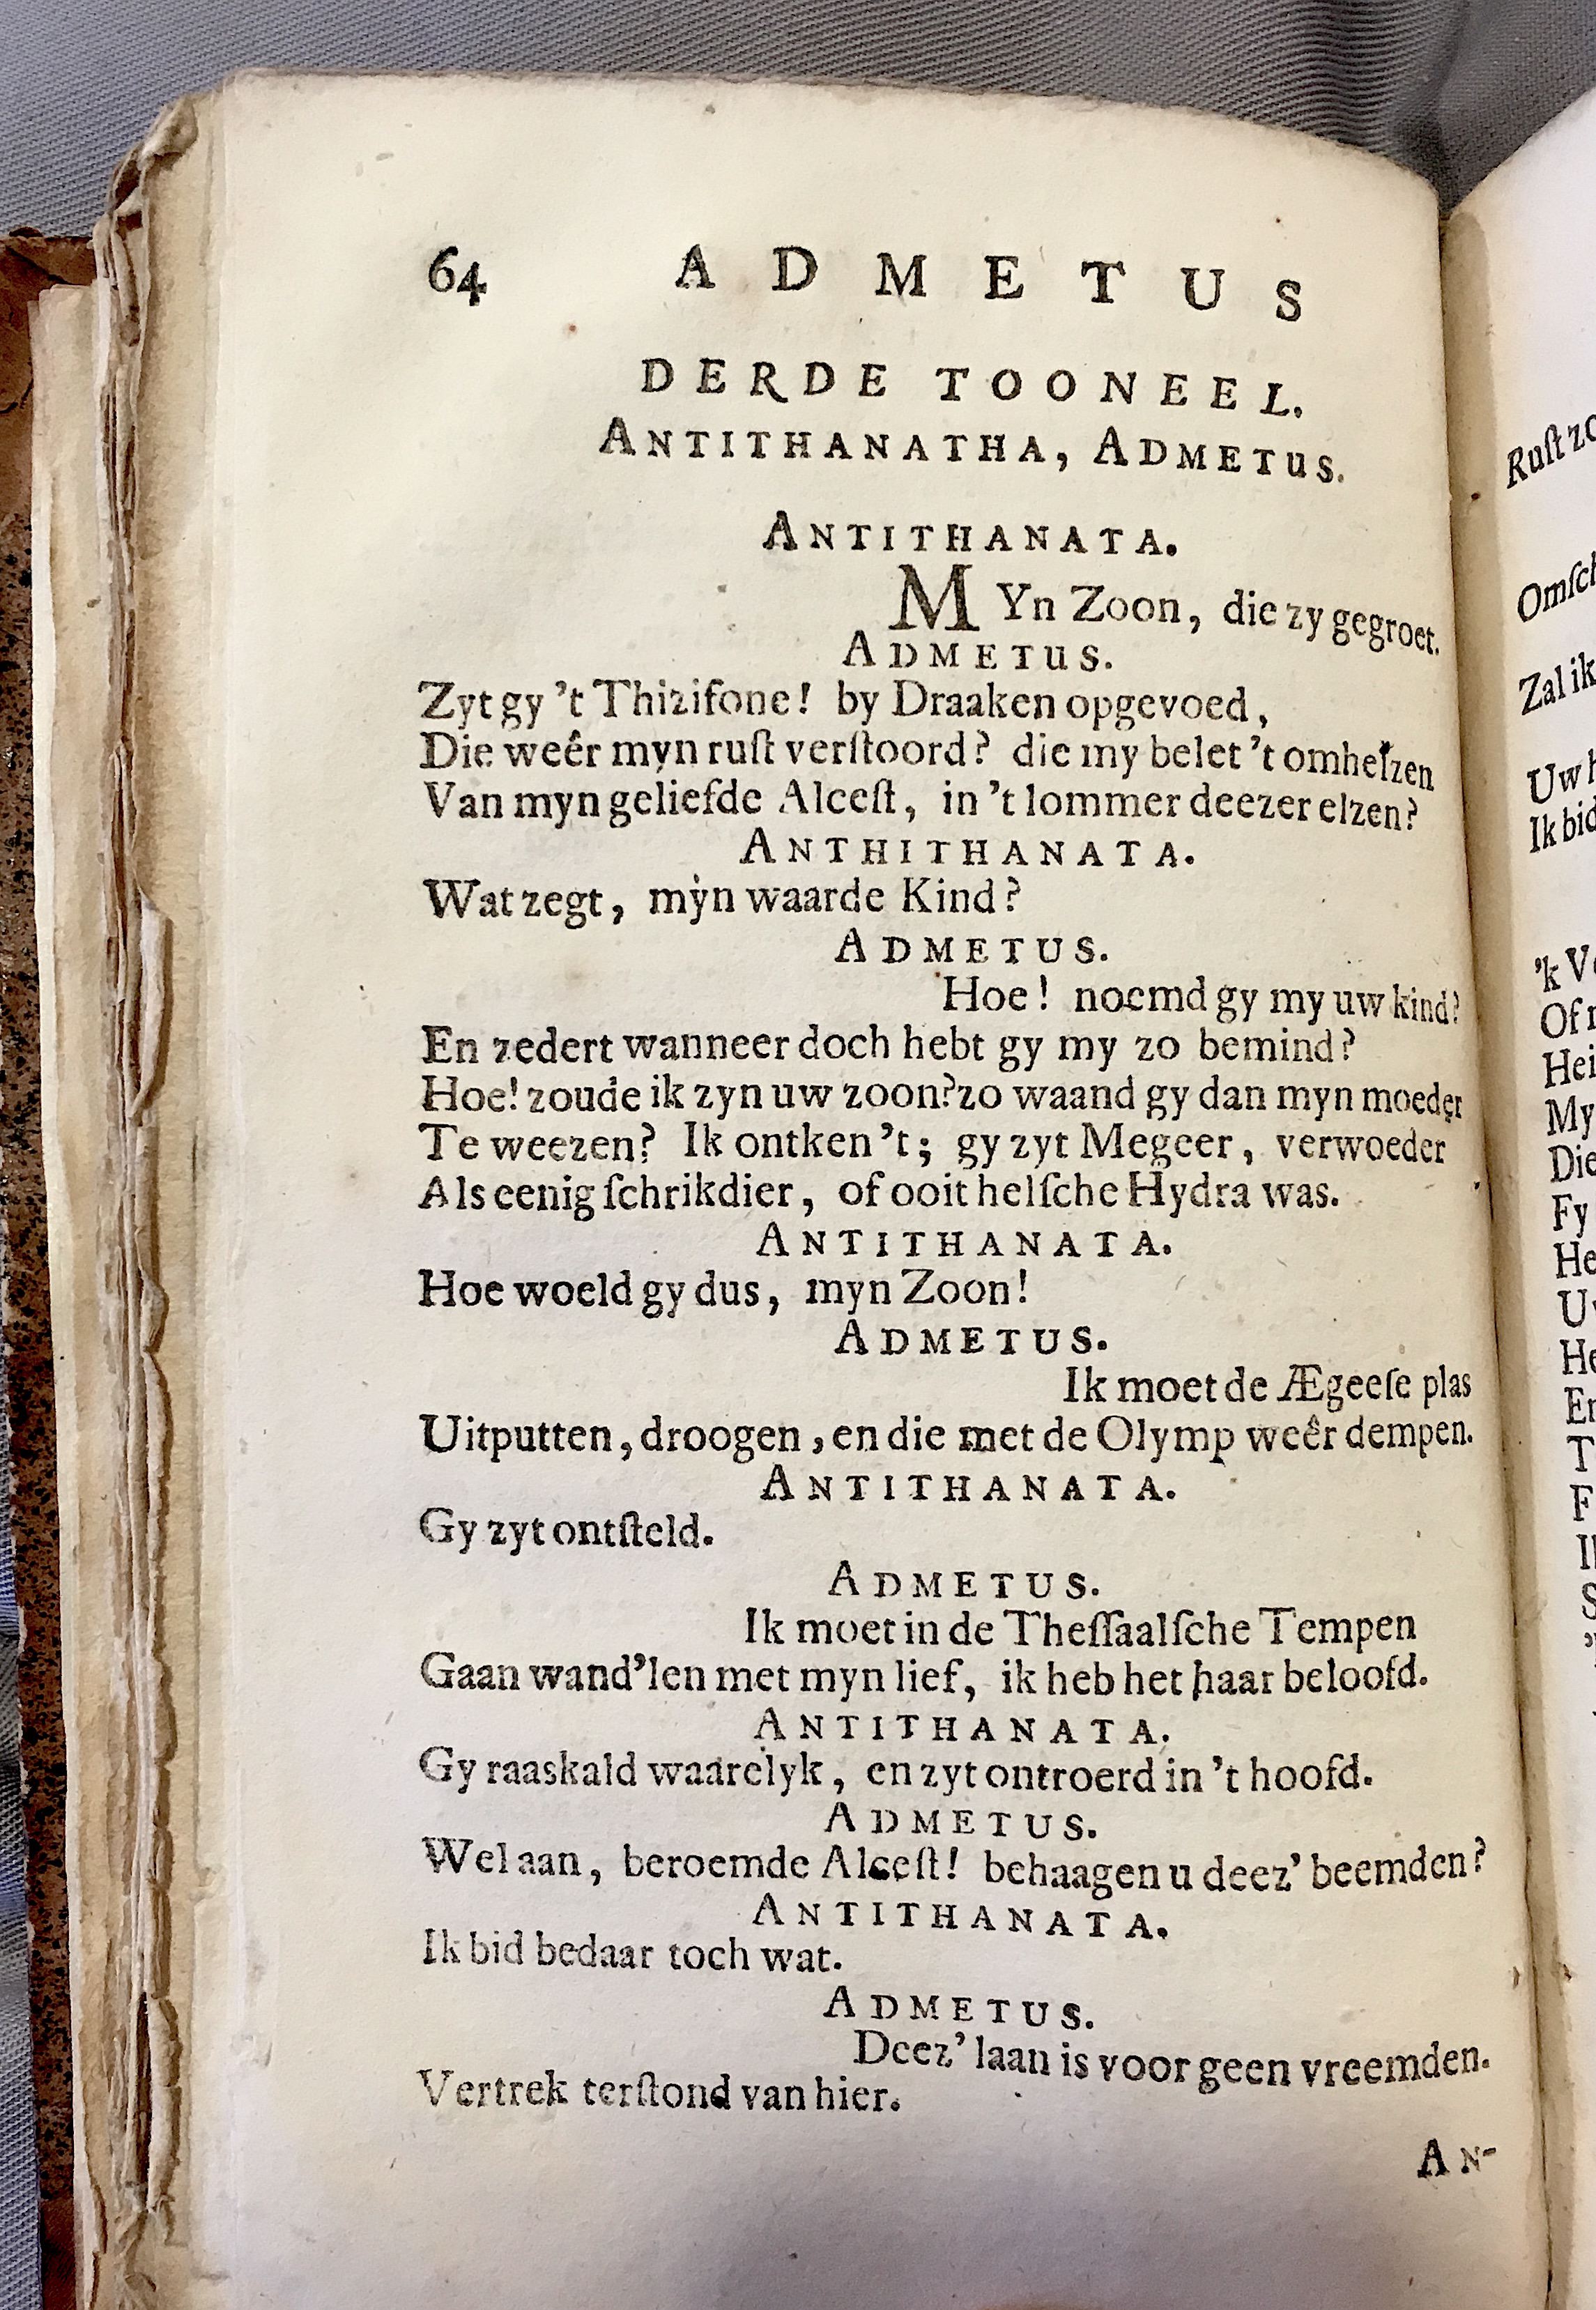 64 ADMETUS
DERDE TOONEEL.
ANTITHANATHA, ADMETUS.
ANTITHANATA.
MYn Zoon, die zy gegroet.
ADMETUS.
Zyt gy 't Thizifone! by Draaken opgevoed,
Die weêr myn ruſt verſtoord? die my belet 't omhelzen
Van myn geliefde Alceſt, in 't lommer deezer elzen?
ANTHITHANATA.
Wat zegt, myn waarde Kind?
ADMETUS.
Hoe! noemd gy my uw kind?
En zedert wanneer doch hebt gy my zo bemind?
Hoe! zoude ik zyn uw zoon? zo waand gy dan myn moeder
Te weezen? Ik ontken 't; gy zyt Megeer, verwoeder
Als eenig ſchrikdier, of ooit helſche Hydra was.
ANTITHANATA.
Hoe woeld gy dus, myn Zoon!
ADMETUS.
Ik moet de Ægeeſe plas
Uitputten, droogen, en die met de Olymp weêr dempen.
ANTITHANATA.
Gy zyt ontſteld.
ADMETUS.
Ik moet in de Theſſaalſche Tempen
Gaan wand'len met myn lief, ik heb het haar beloofd.
ANTITHANATA.
Gy raaskald waarelyk, en zyt ontroerd in 't hoofd.
ADMETUS.
Wel aan, beroemde Alceſt! behaagen u deez' beemden?
ANTITHANATA.
Ik bid bedaar toch wat.
ADMETUS.
Deez' laan is voor geen vreemden.
Vertrek terſtond van hier.
AN-
Ruſt
Zal ik
Uw
Ik bid
'k
Of
My
Die
Fy